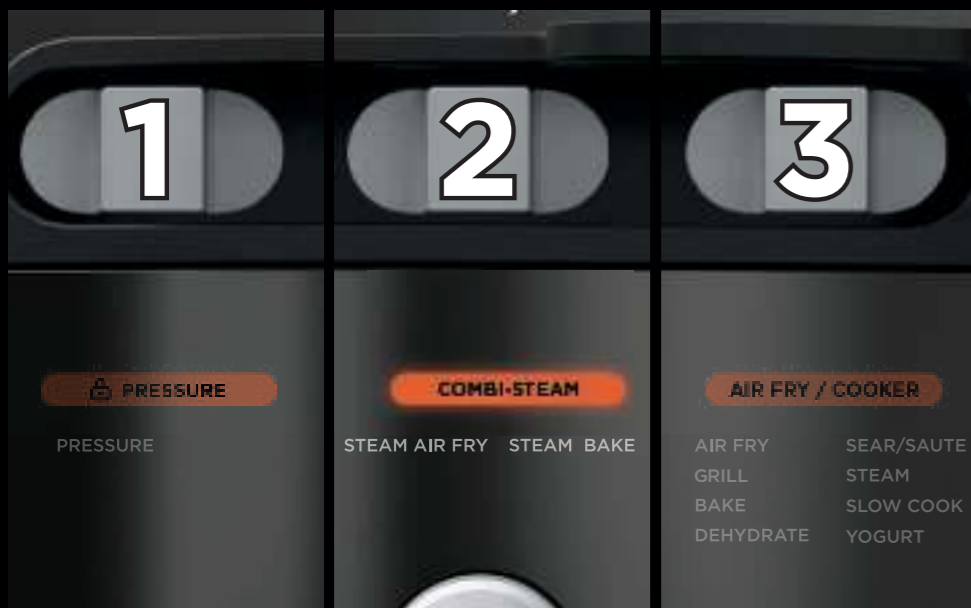 1
2
3
PRESSURE
PRESSURE
COMBI-STEAM
STEAM AIR FRY STEAM BAKE
AIR FRY / COOKER
AIR FRY SEAR/SAUTE
GRILL STEAM
BAKE SLOW COOK
DEHYDRATE YOGURT